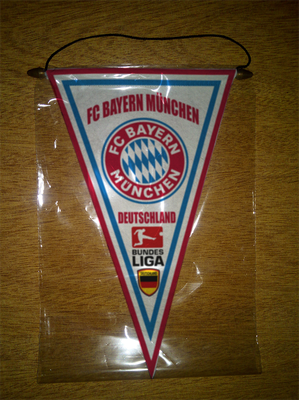 FC BAYERN MÜNCHEN
FC BAYERN
MÜNCHEN
DEUTSCHLAND
BUNDES
LIGA